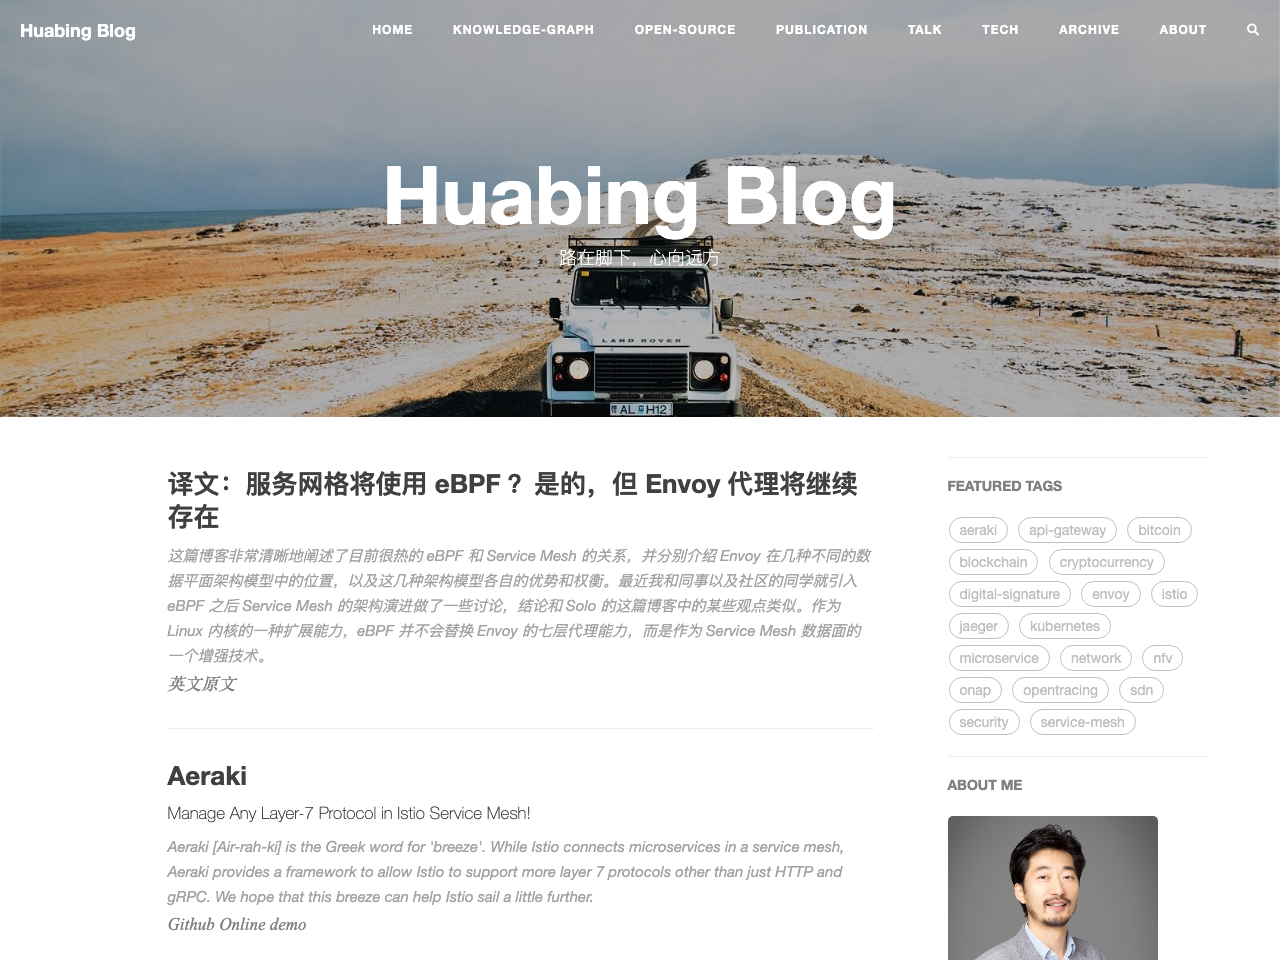 Huabing Blog
HOME KNOWLEDGE-GRAPH OPEN-SOURCE PUBLICATION TALK TECH ARCHIVE ABOUT
Huabing Blog
路在脚下，心向远方
LAND ROVER
AL H12
译文：服务网格将使用 eBPF ？是的，但 Envoy 代理将继续
存在
这篇博客非常清晰地阐述了目前很热的 eBPF 和 Service Mesh 的关系，并分别介绍 Envoy 在几种不同的数
据平面架构模型中的位置，以及这几种架构模型各自的优势和权衡。最近我和同事以及社区的同学就引入
eBPF 之后 Service Mesh 的架构演进做了一些讨论，结论和 Solo 的这篇博客中的某些观点类似。作为
Linux 内核的一种扩展能力，eBPF 并不会替换 Envoy 的七层代理能力，而是作为 Service Mesh 数据面的
一个增强技术。
英文原文
Aeraki
Manage Any Layer-7 Protocol in Istio Service Mesh!
Aeraki [Air-rah-ki] is the Greek word for 'breeze'. While Istio connects microservices in a service mesh,
Aeraki provides a framework to allow Istio to support more layer 7 protocols other than just HTTP and
gRPC. We hope that this breeze can help Istio sail a little further.
Github Online demo
FEATURED TAGS
aeraki api-gateway bitcoin
blockchain cryptocurrency
digital-signature envoy istio
jaeger kubernetes
microservice network nfv
onap opentracing sdn
security service-mesh
ABOUT ME